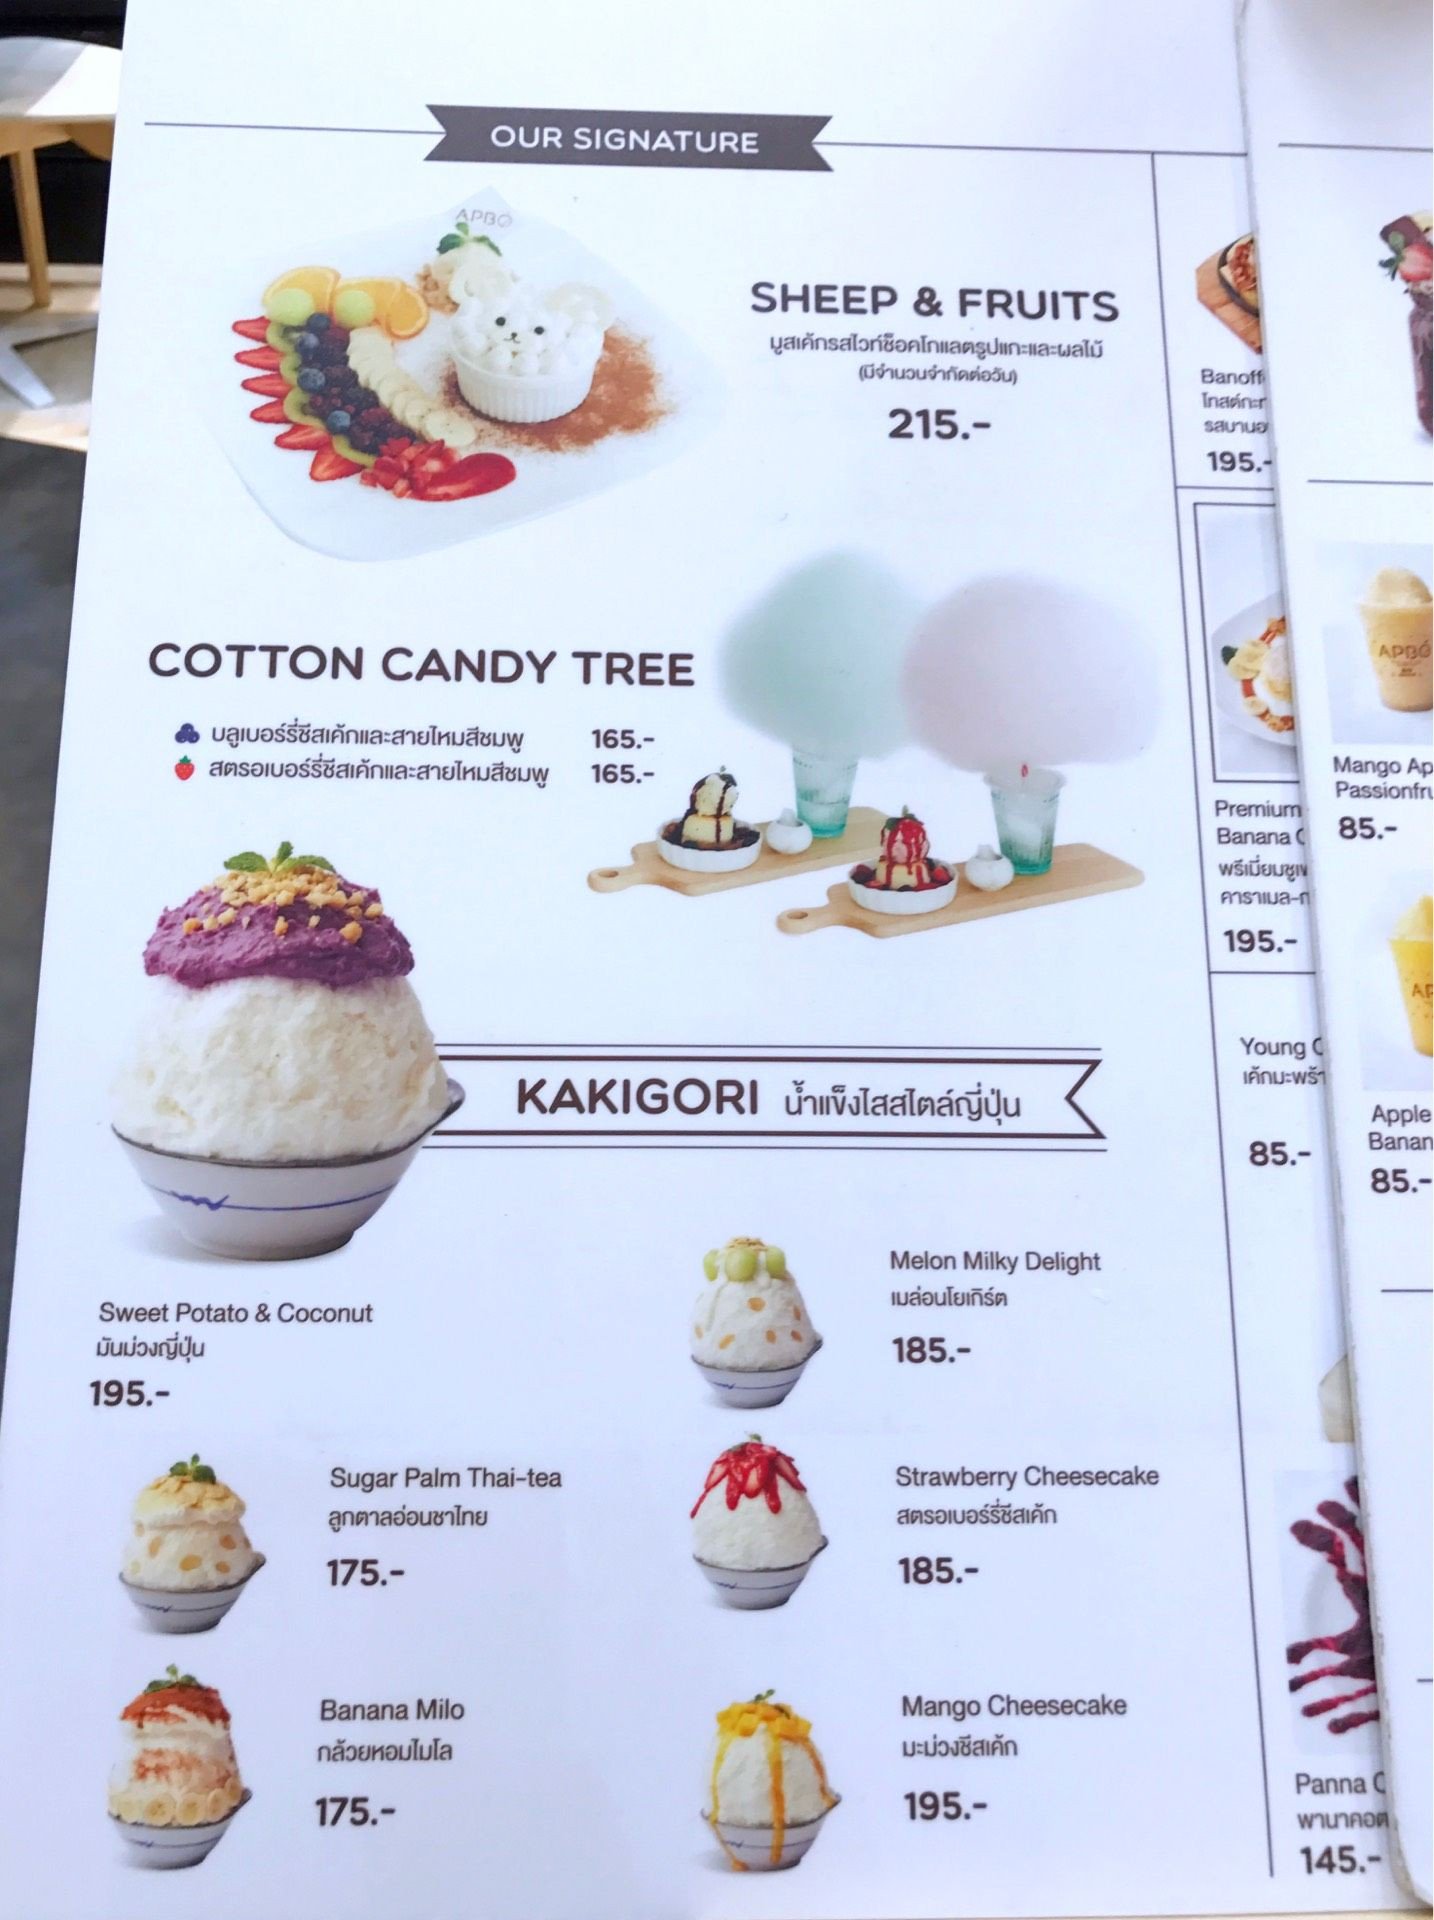 OUR SIGNATURE
APBO
SHEEP & FRUITS
มูสเค้กรสไวท์ช็อคโกแลตรูปแกะและผลไม้
(มีจำนวนจำกัดต่อวัน)
215.-
COTTON CANDY TREE
บลูเบอร์รี่ชีสเค้กและสายไหมสีชมพู 165.-
สตรอเบอร์รี่ชีสเค้กและสายไหมสีชมพู 165.-
KAKIGORI น้ำแข็งไสสไตล์ญี่ปุ่น
Sweet Potato & Coconut
มันม่วงญี่ปุ่น
195.-
Melon Milky Delight
เมล่อนโยเกิร์ต
185.-
Sugar Palm Thai-tea
ลูกตาลอ่อนชาไทย
175.-
Strawberry Cheesecake
สตรอเบอร์รี่ชีสเค้ก
185.-
Banana Milo
กล้วยหอมไมโล
175.-
Mango Cheesecake
มะม่วงชีสเค้ก
195.-
195.-
Premium
Banana
195.-
Young
85.-
Panna
145.-
Mango
85.-
APBO
Apple
85.-